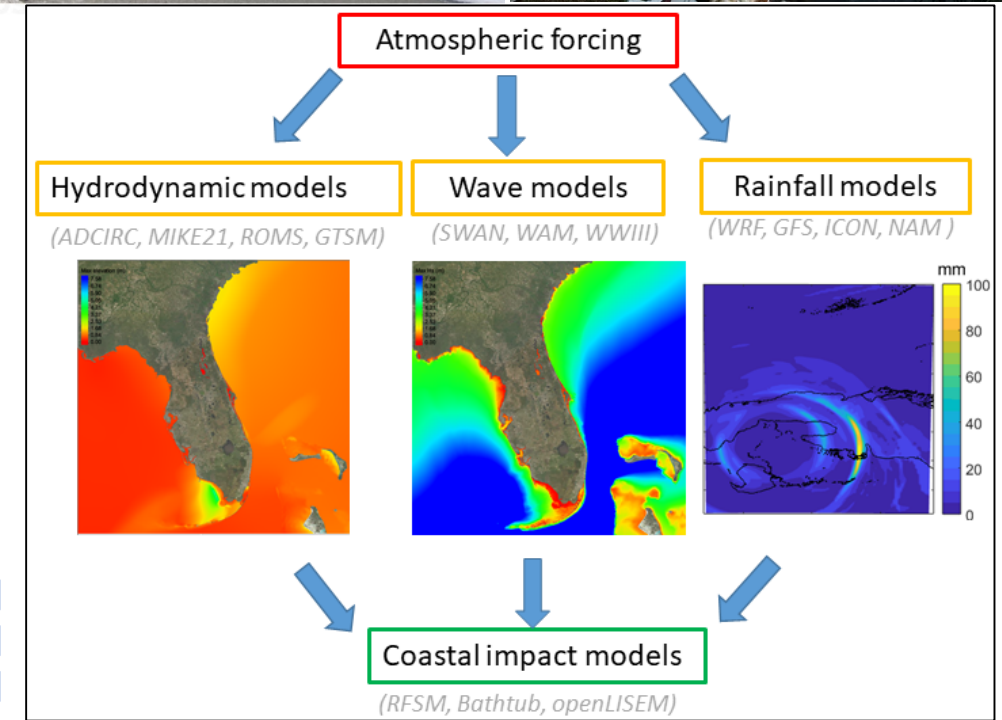 Atmospheric forcing
Hydrodynamic models
Wave models
Rainfall models
(ADCIRC, MIKE21, ROMS, GTSM)
(SWAN, WAM, WWIII)
(WRF, GFS, ICON, NAM )
mm
100
80
60
40
20
0
Coastal impact models
(RFSM, Bathtub, openLISEM)